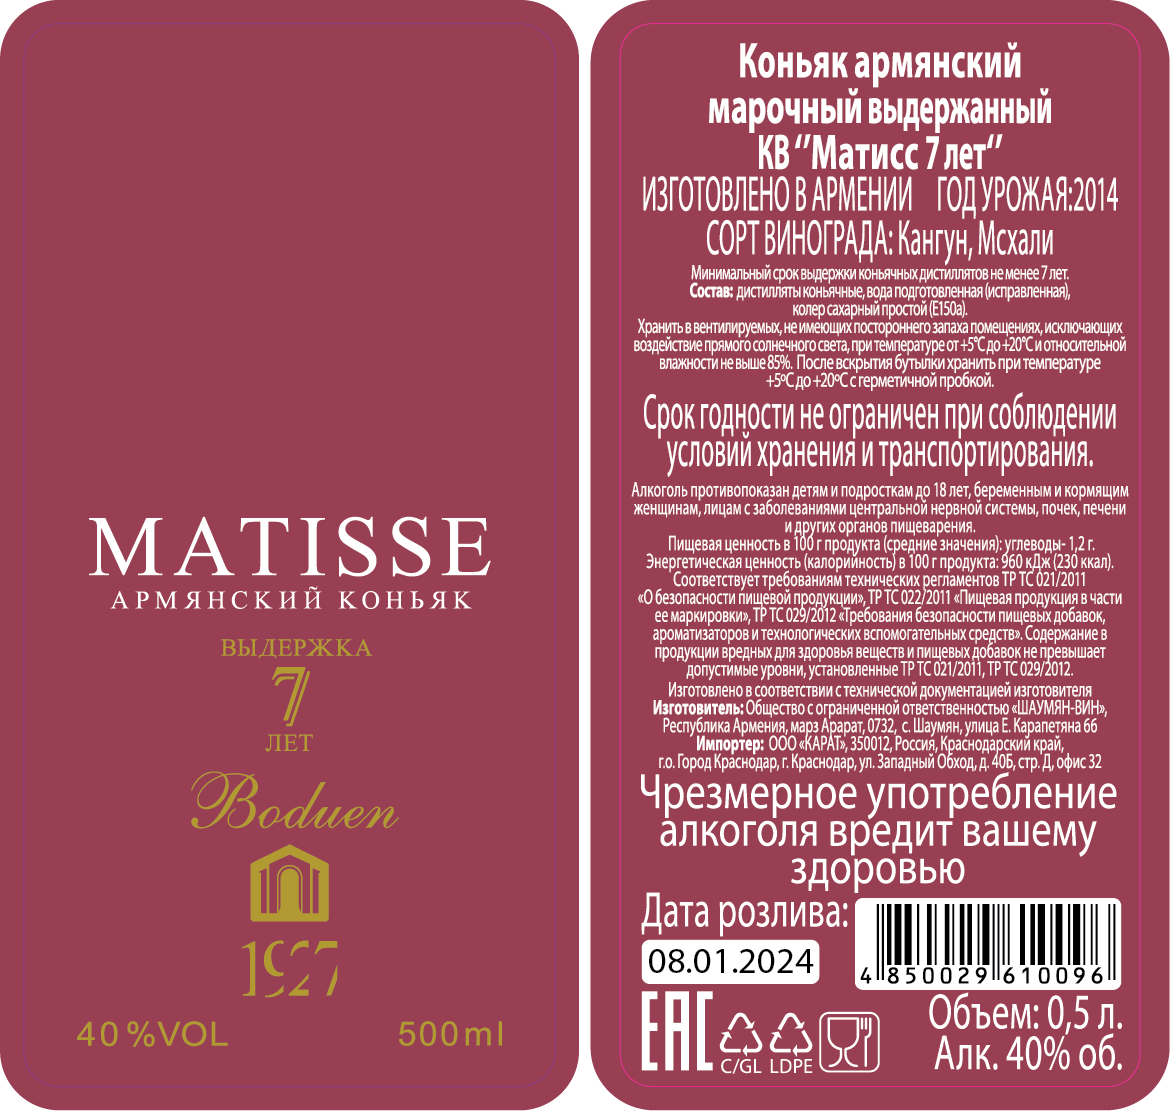 MATISSE
АРМЯНСКИЙ КОНЬЯК
ВЫДЕРЖКА
7
ЛЕТ
Boduen
1927
40 %VOL 500ml
Коньяк армянский
марочный выдержанный
КВ ‘‘Матисс 7 лет‘‘
ИЗГОТОВЛЕНО В АРМЕНИИ ГОД УРОЖАЯ:2014
СОРТ ВИНОГРАДА: Кангун, Мсхали
Минимальный срок выдержки коньячных дистиллятов не менее 7 лет.
Состав: дистилляты коньячные, вода подготовленная (исправленная),
колер сахарный простой (Е150а).
Хранить в вентилируемых, не имеющих постороннего запаха помещениях, исключающих
воздействие прямого солнечного света, при температуре от +5°С до +20°С и относительной
влажности не выше 85%. После вскрытия бутылки хранить при температуре
+5ºС до +20ºС с герметичной пробкой.
Срок годности не ограничен при соблюдении
условий хранения и транспортирования.
Алкоголь противопоказан детям и подросткам до 18 лет, беременным и кормящим
женщинам, лицам с заболеваниями центральной нервной системы, почек, печени
и других органов пищеварения.
Пищевая ценность в 100 г продукта (средние значения): углеводы- 1,2 г.
Энергетическая ценность (калорийность) в 100 г продукта: 960 кДж (230 ккал).
Соответствует требованиям технических регламентов ТР ТС 021/2011
«О безопасности пищевой продукции», ТР ТС 022/2011 «Пищевая продукция в части
ее маркировки», ТР ТС 029/2012 «Требования безопасности пищевых добавок,
ароматизаторов и технологических вспомогательных средств». Содержание в
продукции вредных для здоровья веществ и пищевых добавок не превышает
допустимые уровни, установленные ТР ТС 021/2011, ТР ТС 029/2012.
Изготовлено в соответствии с технической документацией изготовителя
Изготовитель: Общество с ограниченной ответственностью «ШАУМЯН-ВИН»,
Республика Армения, марз Арарат, 0732, с. Шаумян, улица Е. Карапетяна 66
Импортер: ООО «КАРАТ», 350012, Россия, Краснодарский край,
г.о. Город Краснодар, г. Краснодар, ул. Западный Обход, д. 40Б, стр. Д, офис 32
Чрезмерное употребление
алкоголя вредит вашему
здоровью
Дата розлива:
08.01.2024
4 850029 610096
EAC
C/GL LDPE
Объем: 0,5 л.
Алк. 40% об.